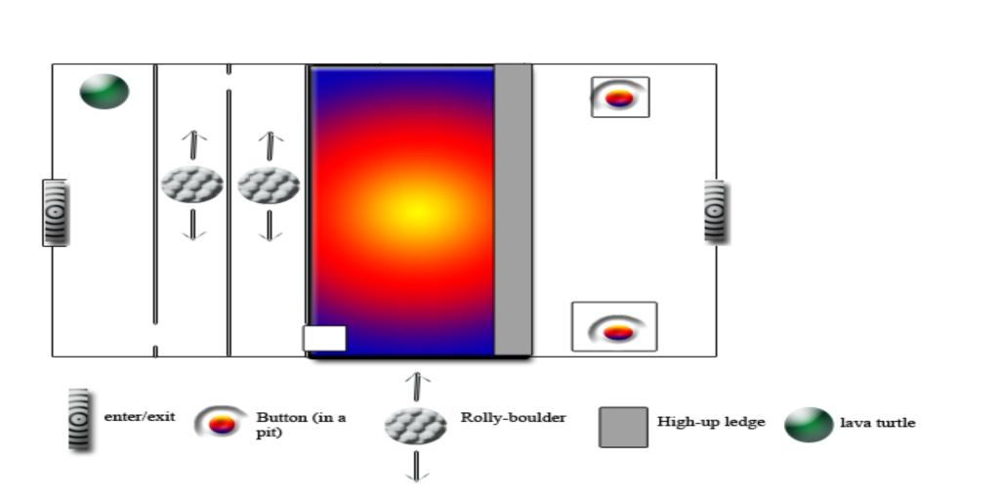 enter/exit
Button (in a
pit)
Rolly-boulder
High-up ledge
lava turtle